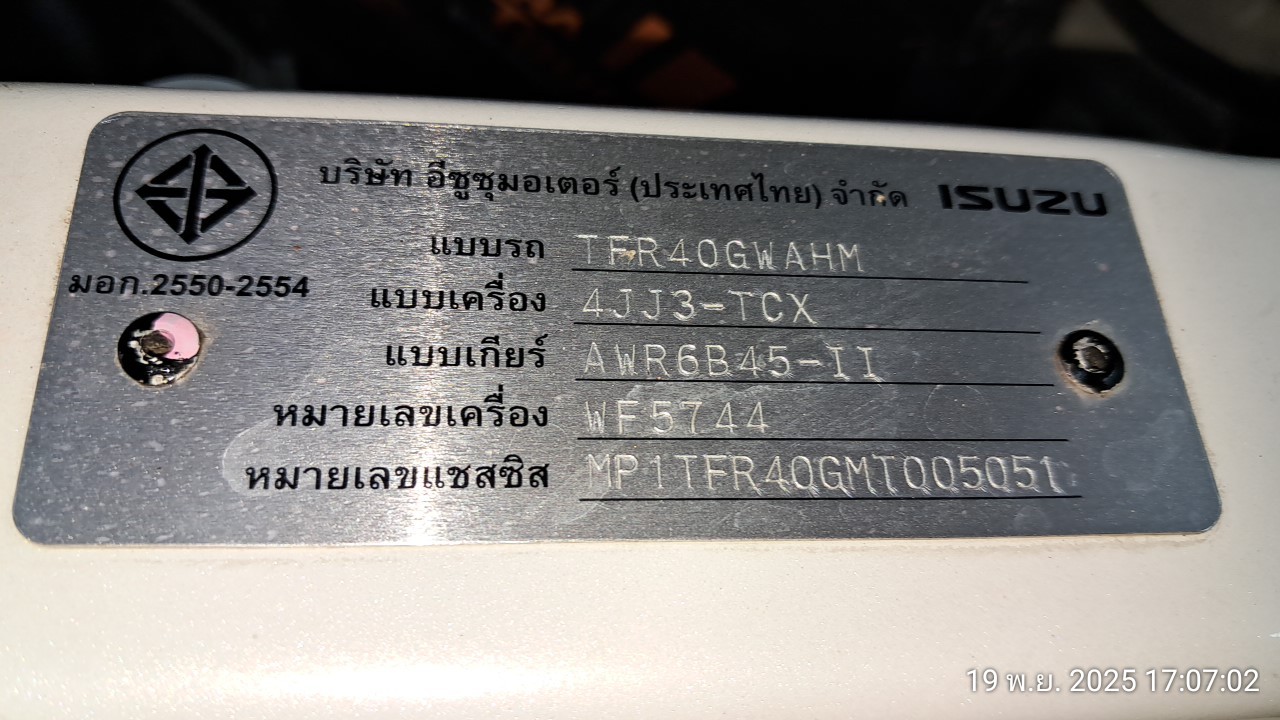 บริษัท อีซูซุมอเตอร์ (ประเทศไทย) จำกัด ISUZU
มอก.2550-2554
แบบรถ TFR40GWAHM
แบบเครื่อง 4JJ3-TCX
แบบเกียร์ AWR6B45-II
หมายเลขเครื่อง WF5744
หมายเลขแชสซิส MP1TFR40GMT005051
19 พ.ย. 2025 17:07:02